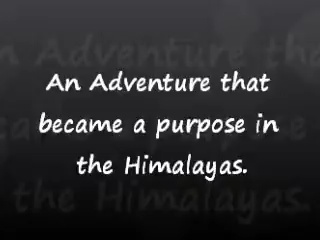 An Adventure that
became a purpose in
the Himalayas.